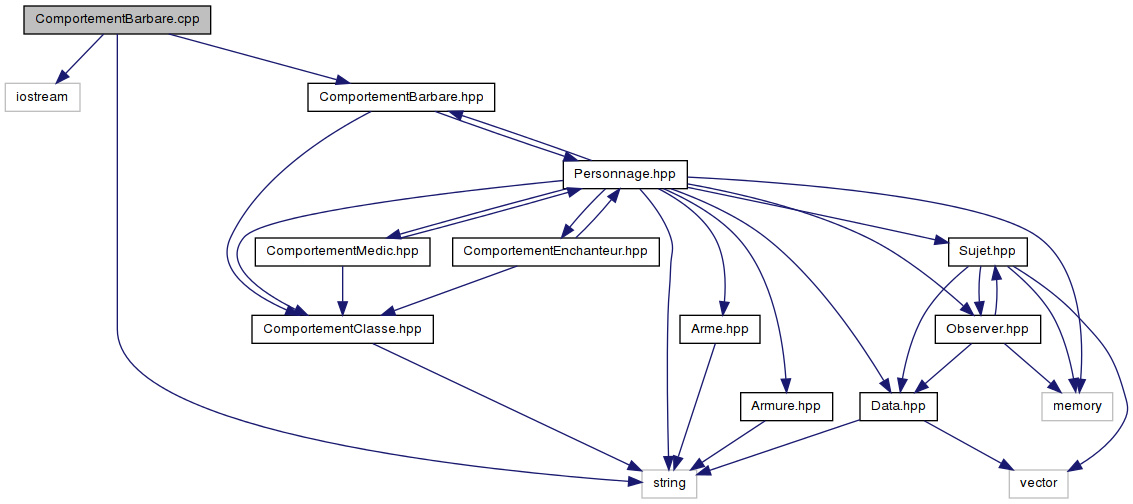 ComportementBarbare.cpp
iostream
ComportementBarbare.hpp
Personnage.hpp
ComportementMedic.hpp
ComportementEnchanteur.hpp
Sujet.hpp
ComportementClasse.hpp
Arme.hpp
Observer.hpp
Armure.hpp
Data.hpp
memory
string
vector